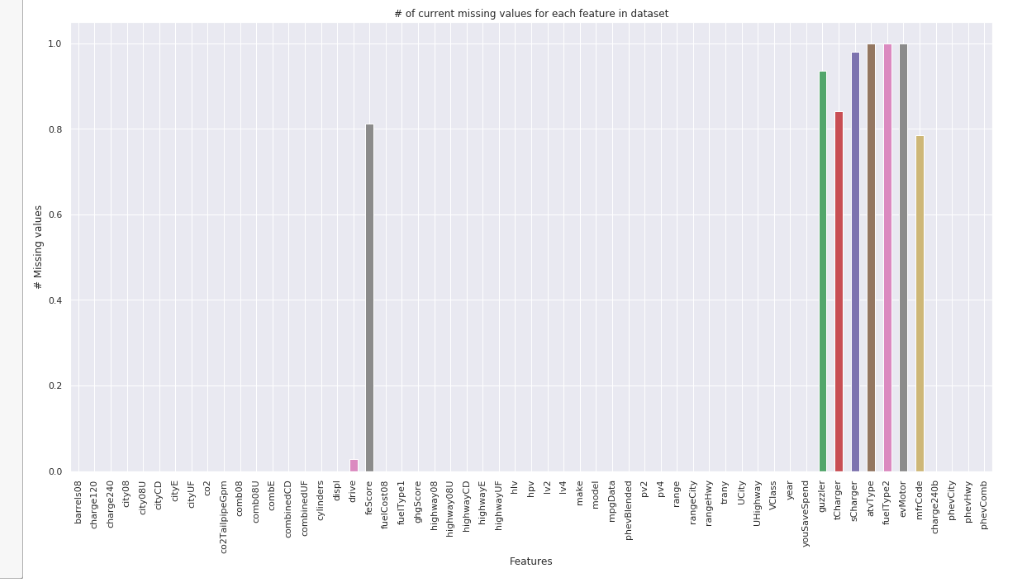 # of current missing values for each feature in dataset
1.0
0.8
0.6
0.4
0.2
0.0
# Missing values
barrels08
charge120
charge240
city08
city08U
cityCD
cityE
cityUF
co2
co2TailpipeGpm
comb08
comb08U
combE
combinedCD
combinedUF
cylinders
displ
drive
feScore
fuelCost08
fuelType1
ghgScore
highway08
highway08U
highwayCD
highwayE
highwayUF
hlv
hpv
lv2
lv4
make
model
mpgData
phevBlended
pv2
pv4
range
rangeCity
rangeHwy
trany
UCity
UHighway
VClass
year
youSaveSpend
guzzler
tCharger
sCharger
atvType
fuelType2
evMotor
mfrCode
charge240b
phevCity
phevHwy
phevComb
Features